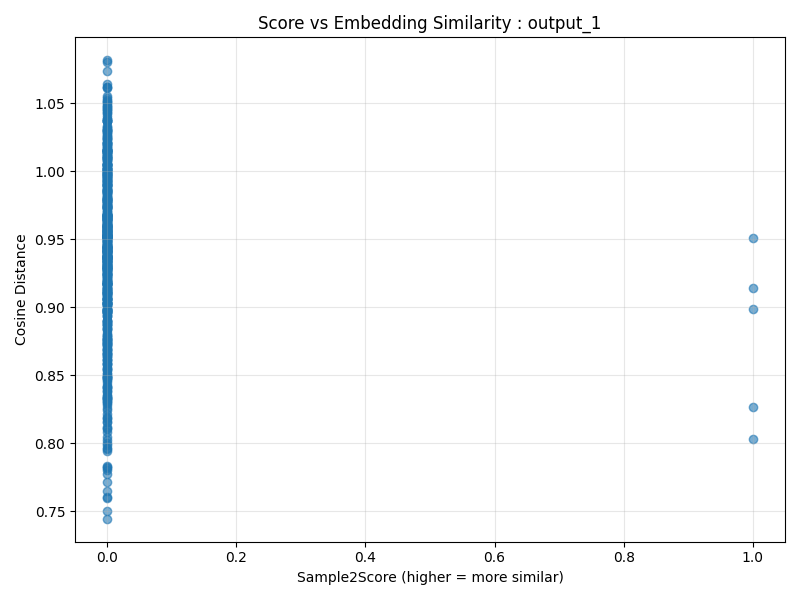 Score vs Embedding Similarity : output_1
Cosine Distance
1.05
1.00
0.95
0.90
0.85
0.80
0.75
0.0 0.2 0.4 0.6 0.8 1.0
Sample2Score (higher = more similar)